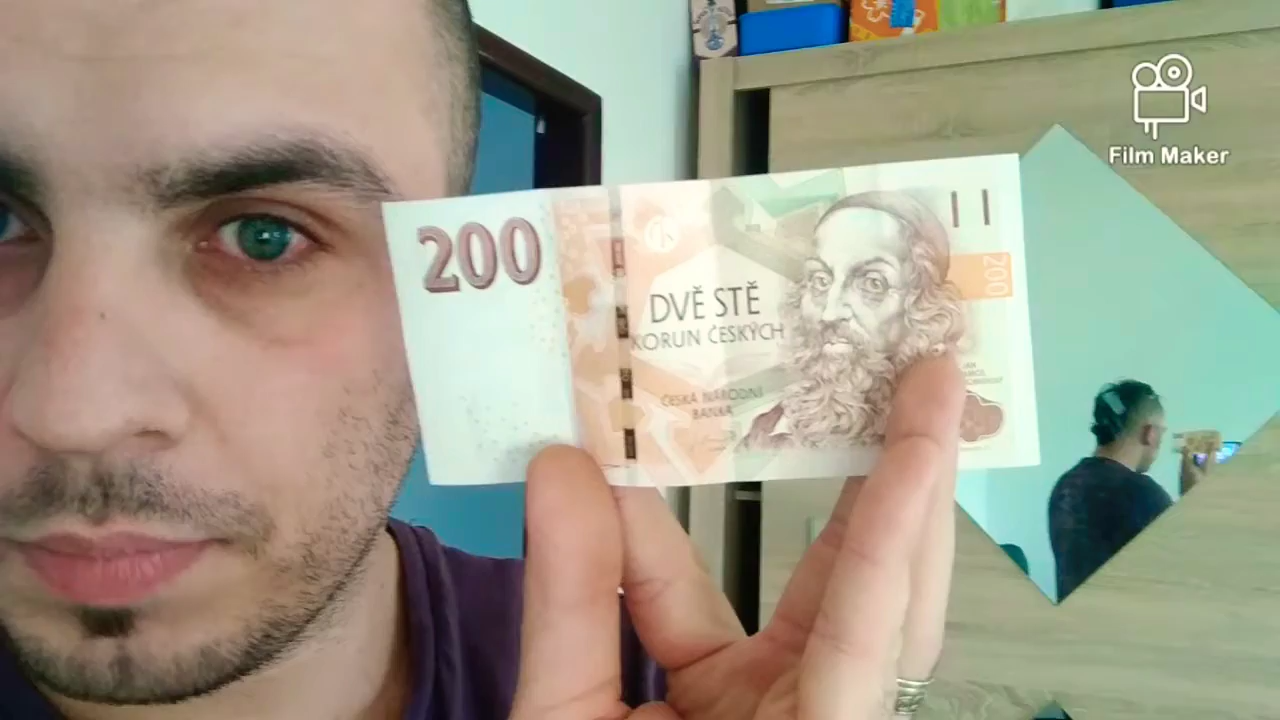 Film Maker
200
DVĚ STĚ
KORUN ČESKÝCH
ČESKÁ NÁRODNÍ
BANKA
200